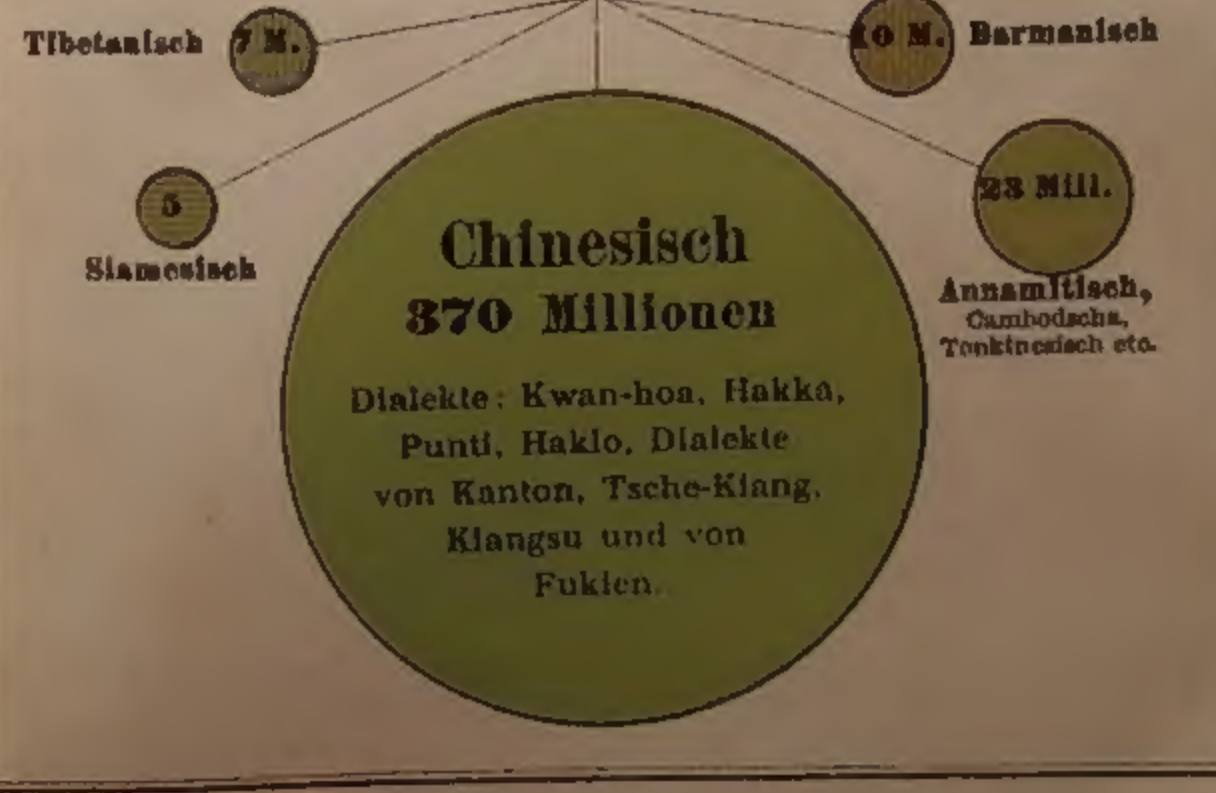 Tibetanisch
7 M.
10 M.
Barmanisch
5
Siamesisch
23 Mill.
Annamitisch,
Cambodscha,
Tonkinesisch etc.
Chinesisch
370 Millionen
Dialekte: Kwan-hoa, Hakka,
Punti, Haklo, Dialekte
von Kanton, Tsche-Kiang,
Kiangsu und von
Fukien.